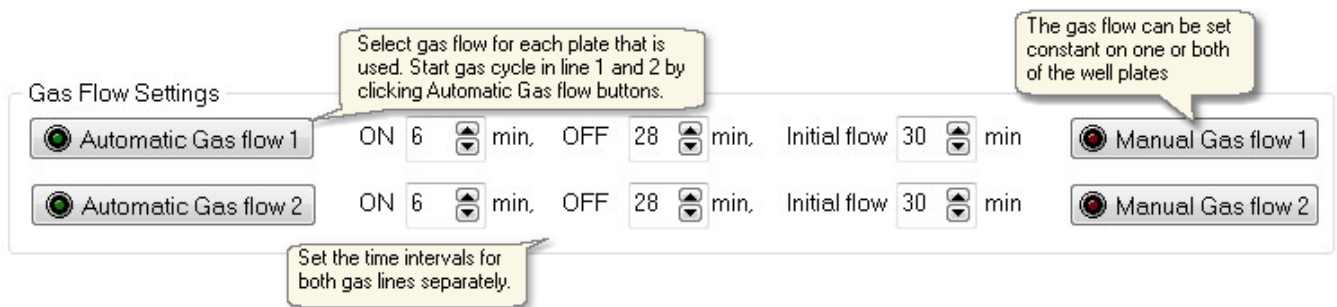 Select gas flow for each plate that is
used. Start gas cycle in line 1 and 2 by
clicking Automatic Gas flow buttons.
The gas flow can be set
constant on one or both
of the well plates
Gas Flow Settings
Automatic Gas flow 1 ON 6 min, OFF 28 min, Initial flow 30 min Manual Gas flow 1
Automatic Gas flow 2 ON 6 min, OFF 28 min, Initial flow 30 min Manual Gas flow 2
Set the time intervals for
both gas lines separately.